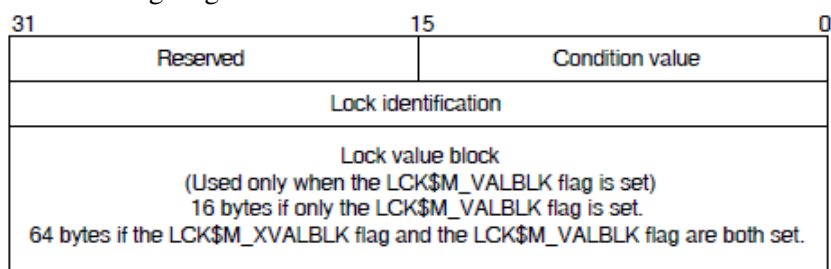 31 15 0
Reserved Condition value
Lock identification
Lock value block
(Used only when the LCK$M_VALBLK flag is set)
16 bytes if only the LCK$M_VALBLK flag is set.
64 bytes if the LCK$M_XVALBLK flag and the LCK$M_VALBLK flag are both set.